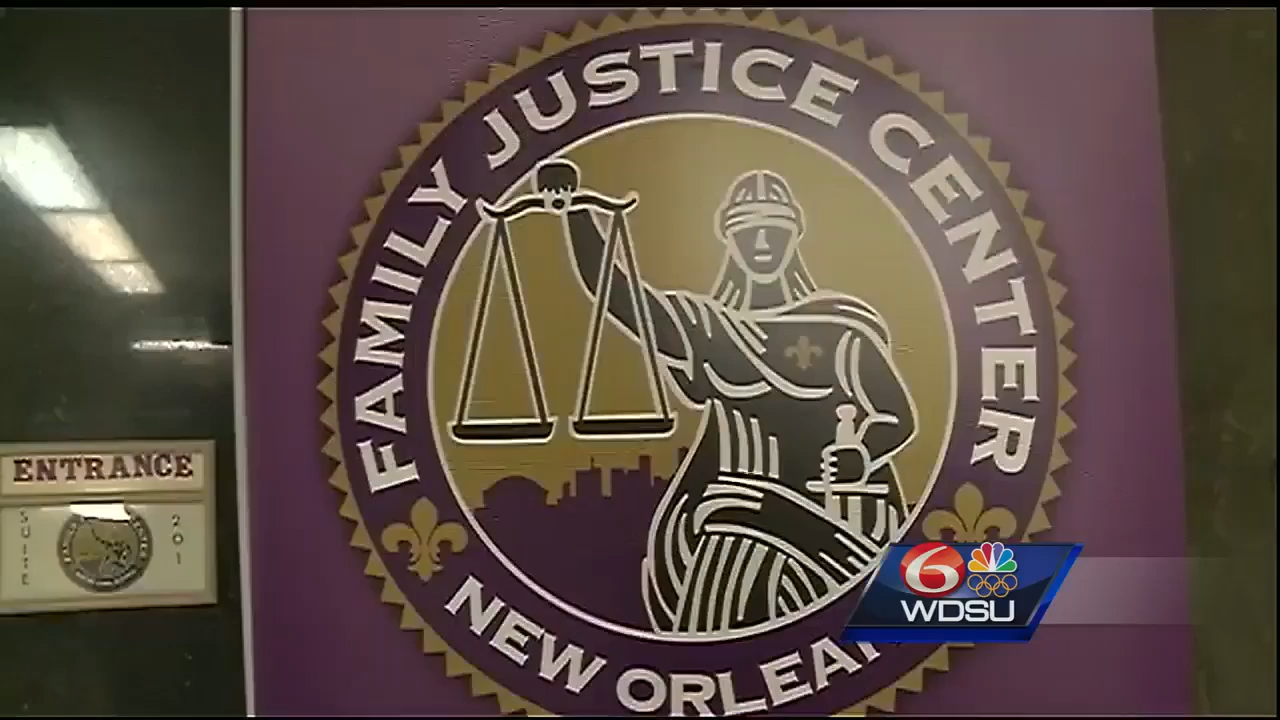 FAMILY JUSTICE CENTER
NEW ORLEA
ENTRANCE
SUITE
201
6
WDSU